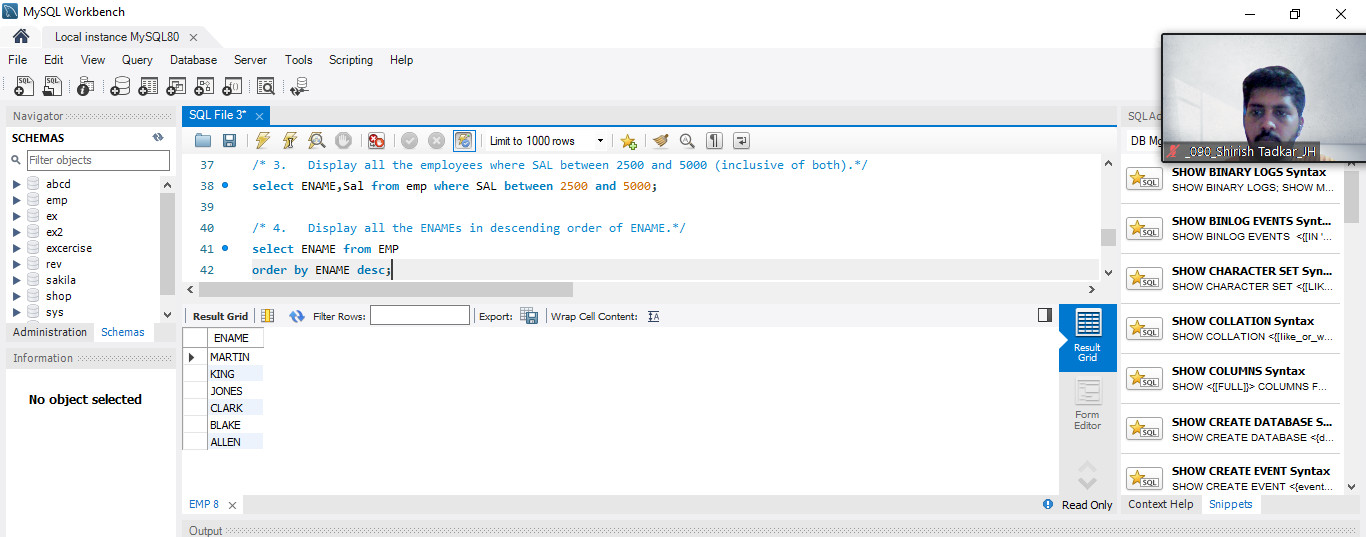 MySQL Workbench
Local instance MySQL80
File Edit View Query Database Server Tools Scripting Help
Navigator
SCHEMAS
Filter objects
abcd
emp
ex
ex2
excercise
rev
sakila
shop
sys
Administration Schemas
Information
No object selected
SQL File 3*
Limit to 1000 rows
37 /* 3. Display all the employees where SAL between 2500 and 5000 (inclusive of both).*/
38 select ENAME,Sal from emp where SAL between 2500 and 5000;
39
40 /* 4. Display all the ENAMEs in descending order of ENAME.*/
41 select ENAME from EMP
42 order by ENAME desc;
Result Grid Filter Rows: Export: Wrap Cell Content:
ENAME
MARTIN
KING
JONES
CLARK
BLAKE
ALLEN
Result
Grid
Form
Editor
EMP 8
Read Only
Output
_090_Shirish Tadkar_JH
SQL Ad
DB Mg
SHOW BINARY LOGS Syntax
SHOW BINARY LOGS; SHOW M...
SHOW BINLOG EVENTS Synt...
SHOW BINLOG EVENTS <{[IN '...
SHOW CHARACTER SET Syn...
SHOW CHARACTER SET <{[LIK...
SHOW COLLATION Syntax
SHOW COLLATION <{[like_or_w...
SHOW COLUMNS Syntax
SHOW <{[FULL]}> COLUMNS F...
SHOW CREATE DATABASE S...
SHOW CREATE DATABASE <{d...
SHOW CREATE EVENT Syntax
SHOW CREATE EVENT <{event...
Context Help Snippets